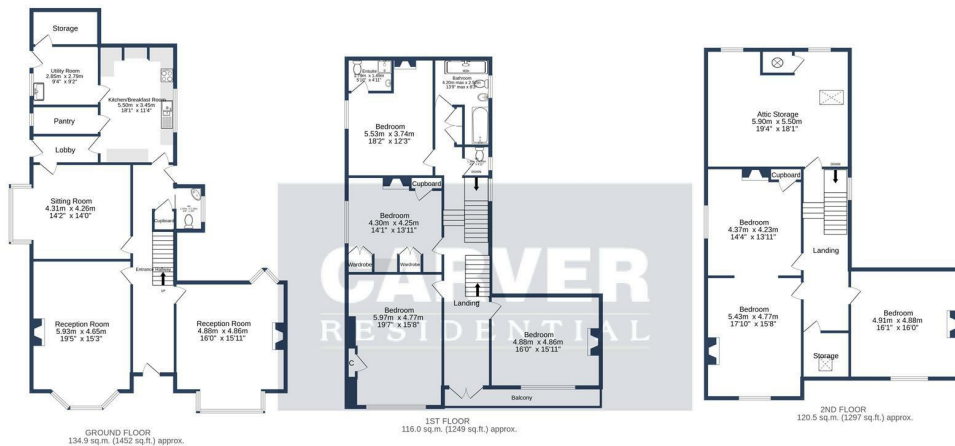 Storage
Utility Room
2.85m x 2.79m
9'4" x 9'2"
Kitchen/Breakfast Room
5.50m x 3.45m
18'1" x 11'4"
Pantry
Lobby
Sitting Room
4.31m x 4.26m
14'2" x 14'0"
Cupboard
Entrance Hallway
UP
Reception Room
5.93m x 4.65m
19'5" x 15'3"
Reception Room
4.88m x 4.86m
16'0" x 15'11"
GROUND FLOOR
134.9 sq.m. (1452 sq.ft.) approx.
Ensuite
5'10" x 4'11"
Bathroom
Bedroom
5.53m x 3.74m
18'2" x 12'3"
DOWN
Cupboard
Bedroom
4.30m x 4.25m
14'1" x 13'11"
Wardrobe
Wardrobe
CARVER
RESIDENTIAL
Landing
Bedroom
5.97m x 4.77m
19'7" x 15'8"
C
Bedroom
4.88m x 4.86m
16'0" x 15'11"
Balcony
1ST FLOOR
116.0 sq.m. (1249 sq.ft.) approx.
Attic Storage
5.90m x 5.50m
19'4" x 18'1"
DOWN
Cupboard
Bedroom
4.37m x 4.23m
14'4" x 13'11"
Landing
Bedroom
5.43m x 4.77m
17'10" x 15'8"
Bedroom
4.91m x 4.88m
16'1" x 16'0"
Storage
2ND FLOOR
120.5 sq.m. (1297 sq.ft.) approx.